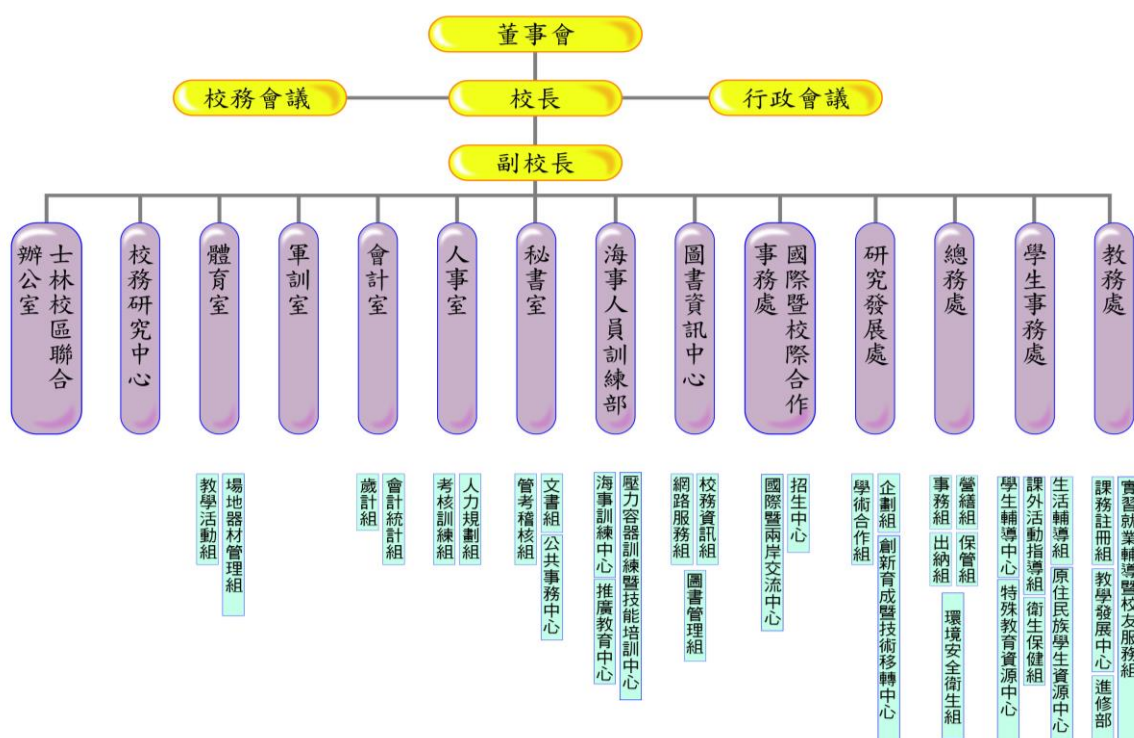 董事會
校務會議
校長
行政會議
副校長
士林校區聯合
辦公室
校務研究中心
體育室
軍訓室
會計室
人事室
秘書室
海事人員訓練部
圖書資訊中心
國際暨校際合作
事務處
研究發展處
總務處
學生事務處
教務處
場地器材管理組
教學活動組
會計統計組
歲計組
人力規劃組
考核訓練組
文書組
公共事務中心
管考稽核組
壓力容器訓練暨技能培訓中心
海事訓練中心
推廣教育中心
校務資訊組
網路服務組
圖書管理組
招生中心
國際暨兩岸交流中心
企劃組
創新育成暨技術移轉中心
學術合作組
營繕組
保管組
事務組
出納組
環境安全衛生組
生活輔導組
原住民族學生資源中心
課外活動指導組
衛生保健組
學生輔導中心
特殊教育資源中心
實習就業輔導暨校友服務組
課務註冊組
教學發展中心
進修部